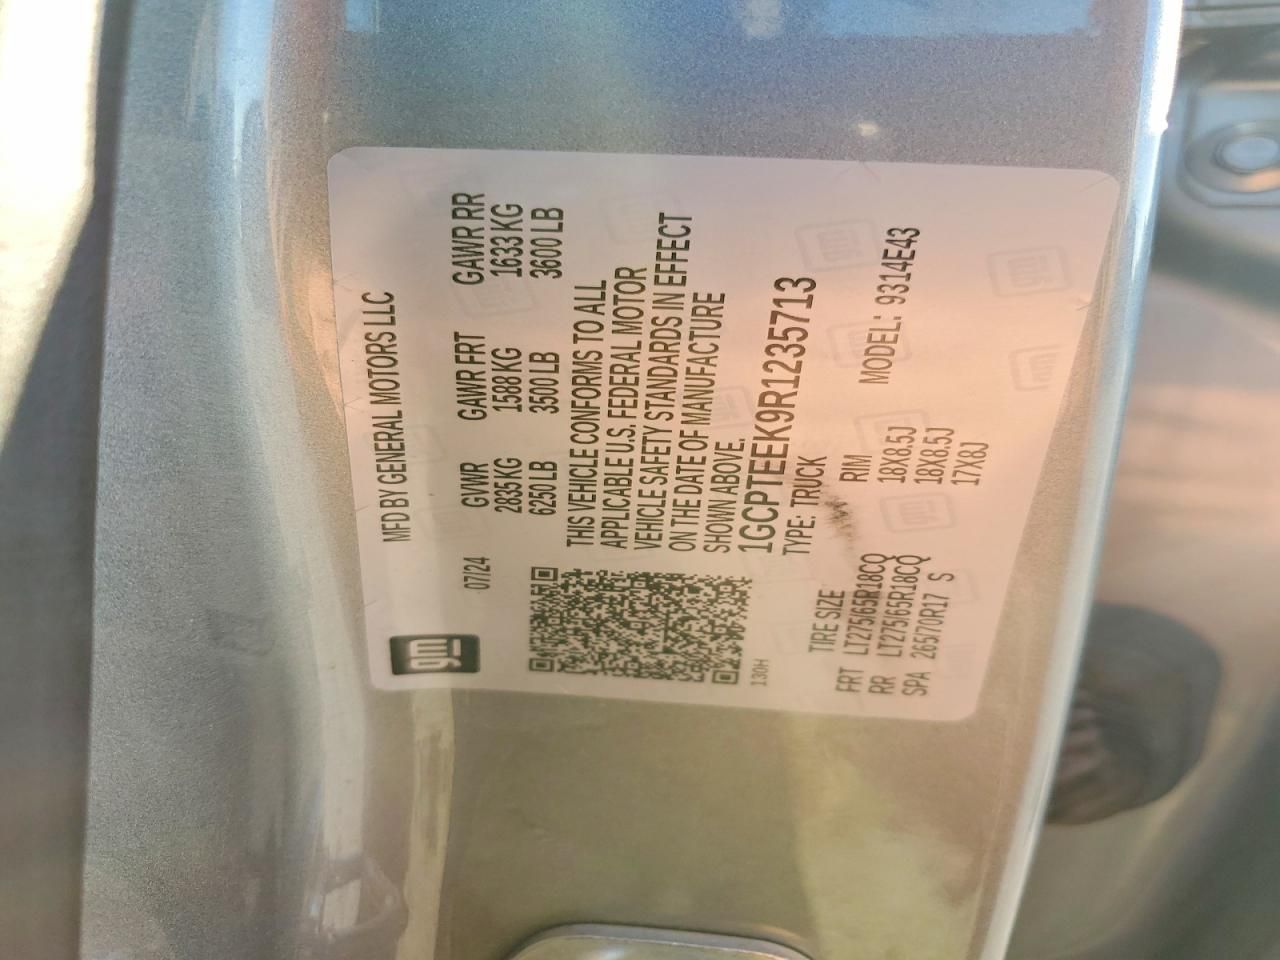 gm
MFD BY GENERAL MOTORS LLC
07/24 GVWR GAWR FRT GAWR RR
2835 KG 1588 KG 1633 KG
6250 LB 3500 LB 3600 LB
THIS VEHICLE CONFORMS TO ALL
APPLICABLE U.S. FEDERAL MOTOR
VEHICLE SAFETY STANDARDS IN EFFECT
ON THE DATE OF MANUFACTURE
SHOWN ABOVE.
1GCPTEEK9R1235713
130H TYPE: TRUCK MODEL: 9314E43
TIRE SIZE RIM
FRT LT275/65R18CQ 18X8.5J
RR LT275/65R18CQ 18X8.5J
SPA 265/70R17 S 17X8J